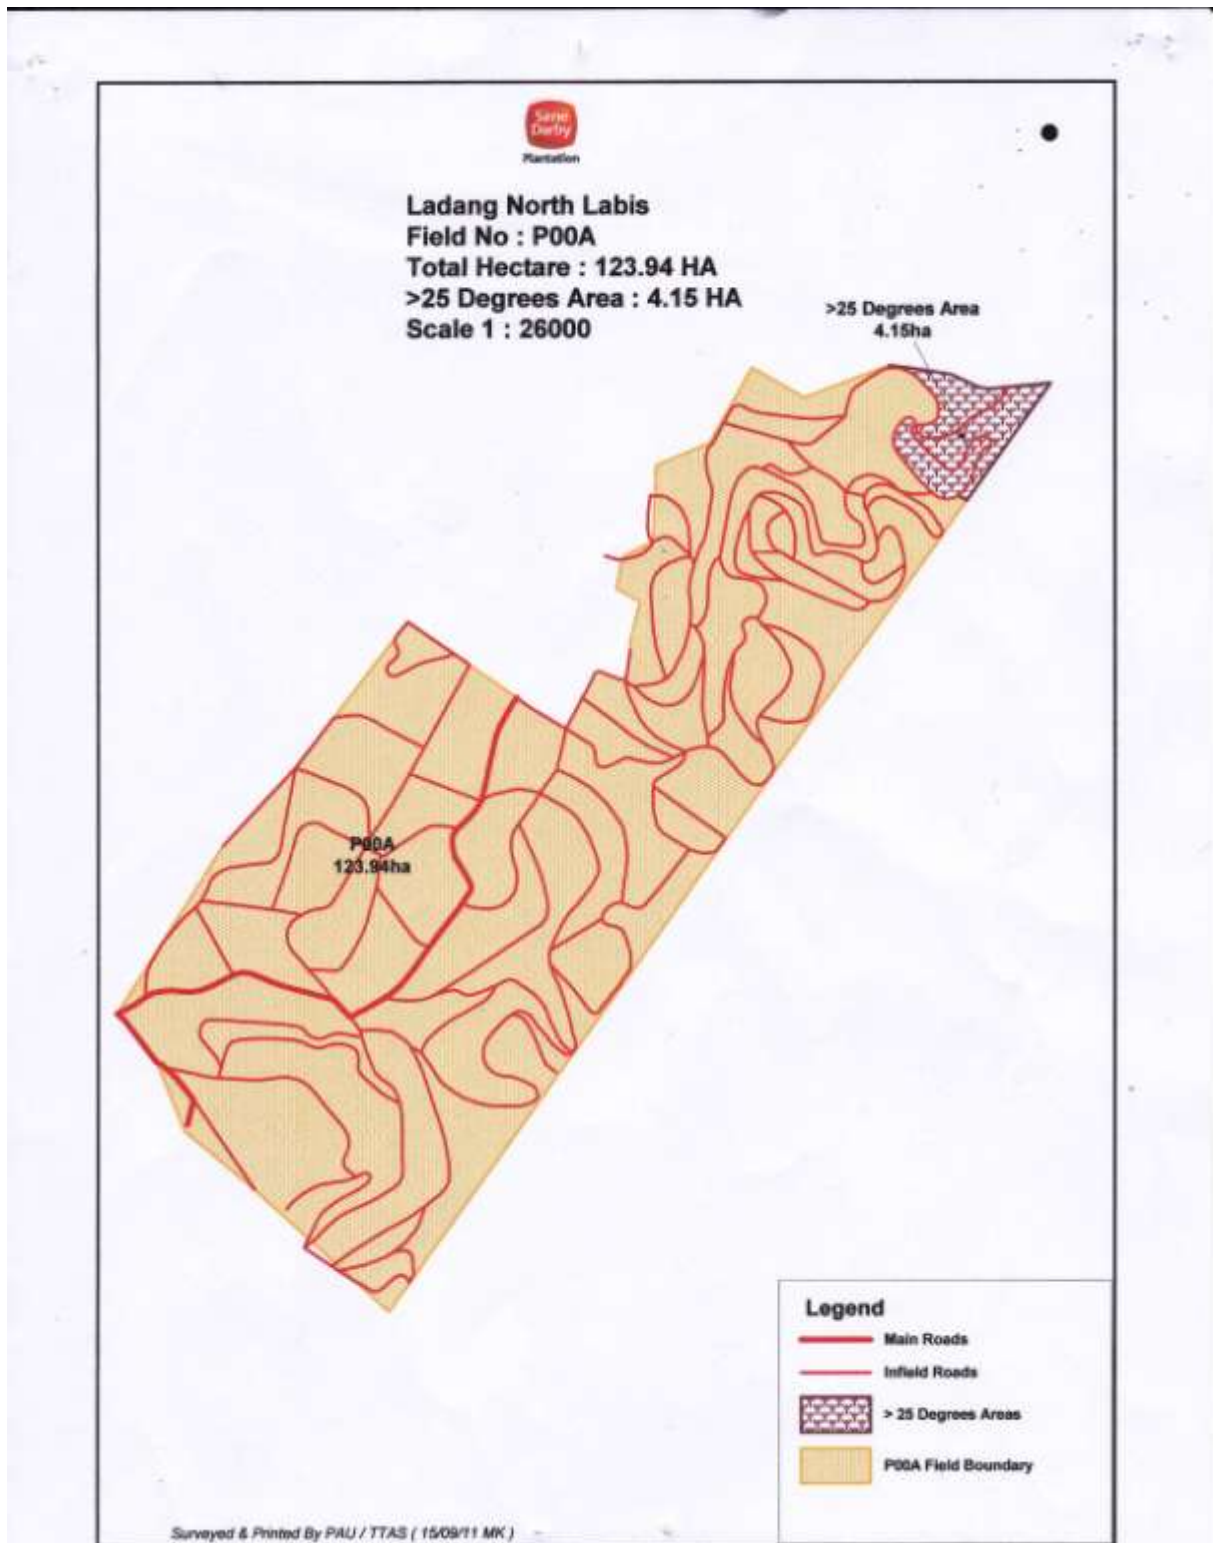 Sime
Darby
Plantation
Ladang North Labis
Field No : P00A
Total Hectare : 123.94 HA
>25 Degrees Area : 4.15 HA
Scale 1 : 26000
>25 Degrees Area
4.15ha
P00A
123.94ha
Legend
Main Roads
Infield Roads
> 25 Degrees Areas
P00A Field Boundary
Surveyed & Printed By PAU / TTAS ( 15/09/11 MK )